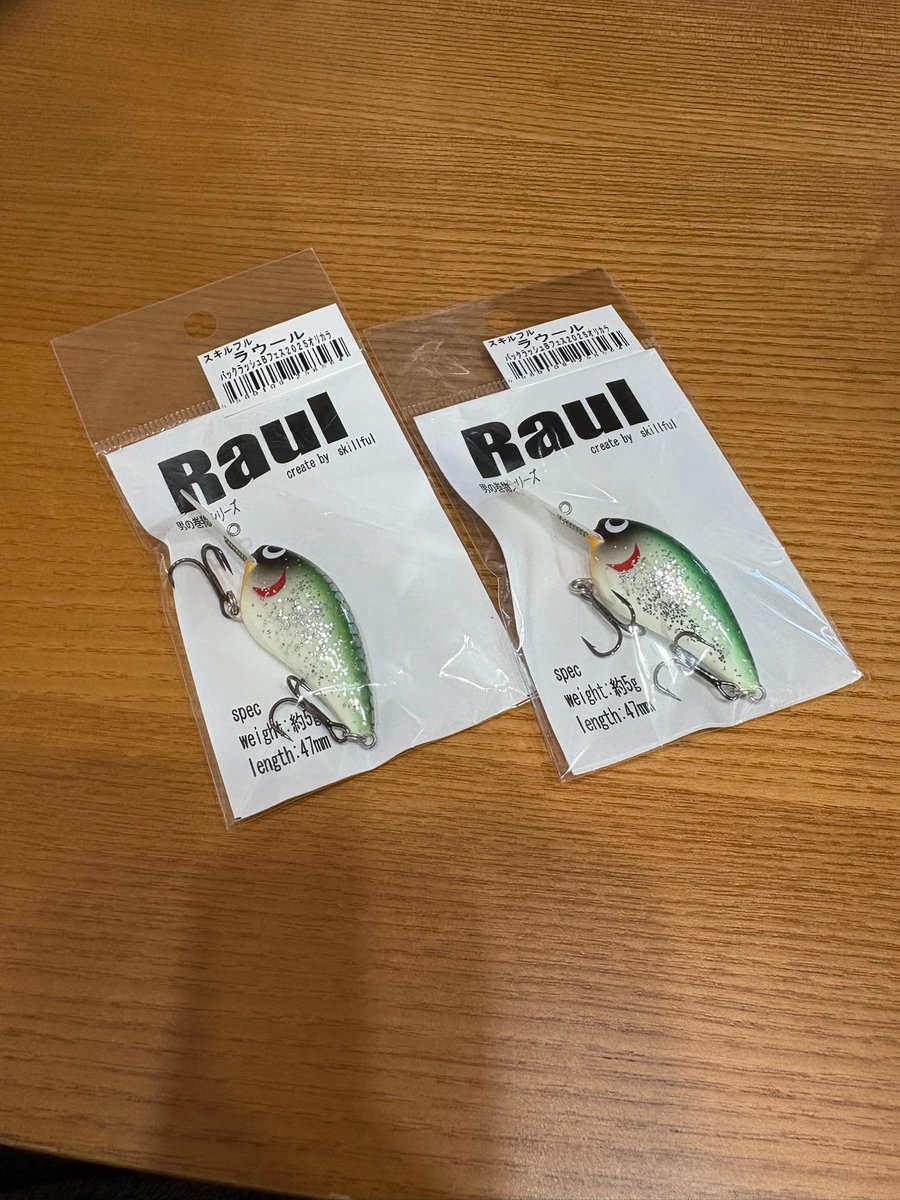 スキルフル
ラウール
バックラッシュBフェス2025オリカラ
Raul
create by skillful
男の巻物シリーズ
spec
weight:約5g
length:47mm
スキルフル
ラウール
バックラッシュBフェス2025オリカラ
Raul
create by skillful
男の巻物シリーズ
spec
weight:約5g
length:47mm